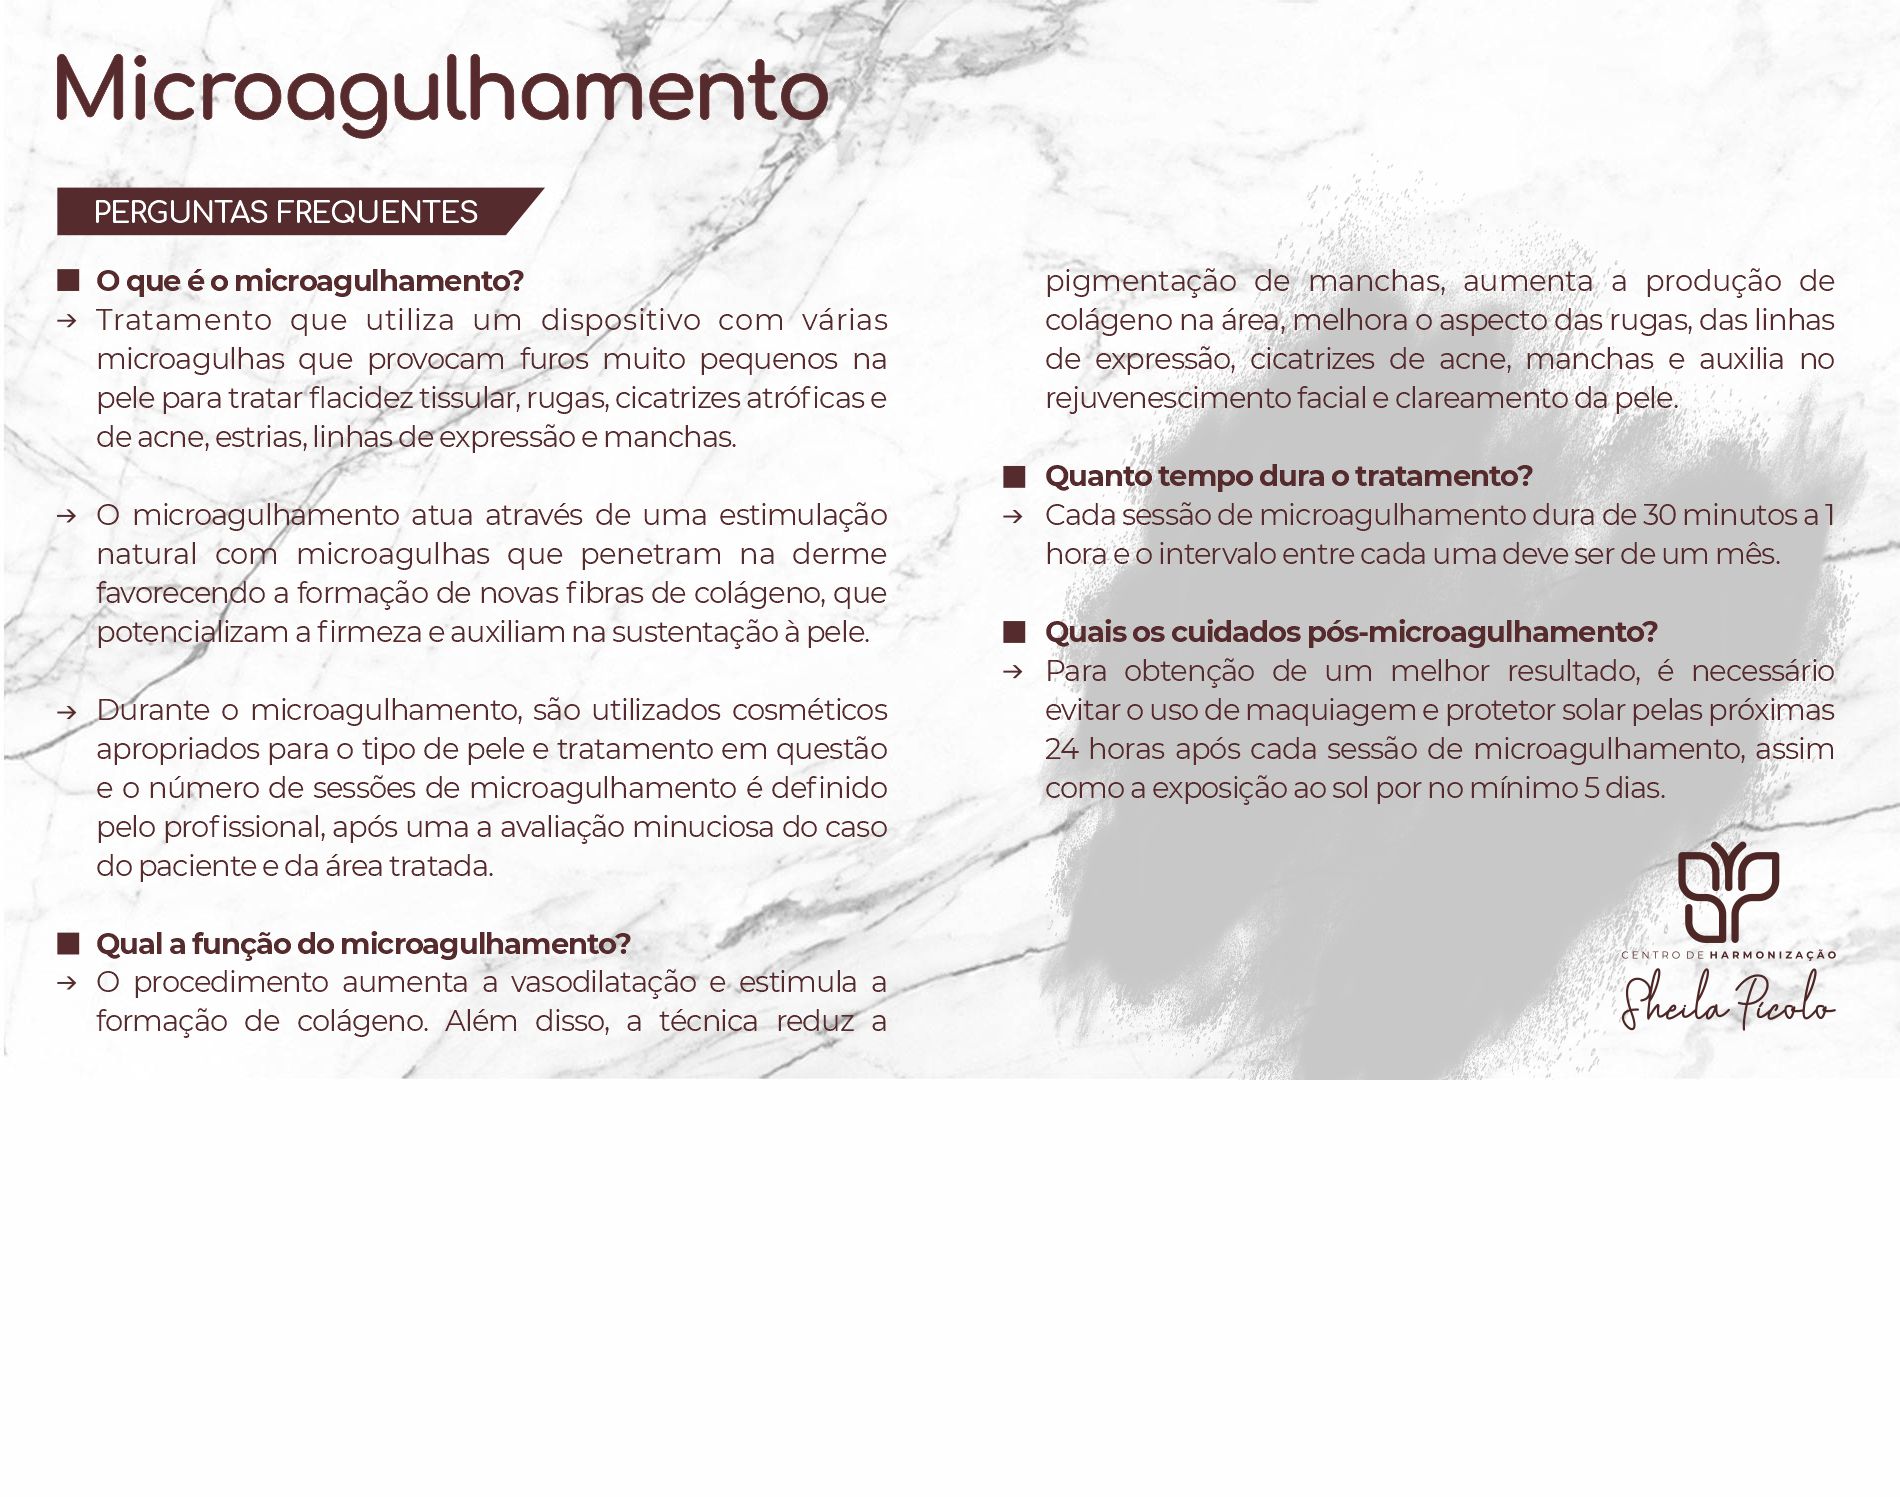 Microagulhamento
PERGUNTAS FREQUENTES
O que é o microagulhamento?
Tratamento que utiliza um dispositivo com várias
microagulhas que provocam furos muito pequenos na
pele para tratar flacidez tissular, rugas, cicatrizes atróficas e
de acne, estrias, linhas de expressão e manchas.
O microagulhamento atua através de uma estimulação
natural com microagulhas que penetram na derme
favorecendo a formação de novas fibras de colágeno, que
potencializam a firmeza e auxiliam na sustentação à pele.
Durante o microagulhamento, são utilizados cosméticos
apropriados para o tipo de pele e tratamento em questão
e o número de sessões de microagulhamento é definido
pelo profissional, após uma a avaliação minuciosa do caso
do paciente e da área tratada.
Qual a função do microagulhamento?
O procedimento aumenta a vasodilatação e estimula a
formação de colágeno. Além disso, a técnica reduz a
pigmentação de manchas, aumenta a produção de
colágeno na área, melhora o aspecto das rugas, das linhas
de expressão, cicatrizes de acne, manchas e auxilia no
rejuvenescimento facial e clareamento da pele.
Quanto tempo dura o tratamento?
Cada sessão de microagulhamento dura de 30 minutos a 1
hora e o intervalo entre cada uma deve ser de um mês.
Quais os cuidados pós-microagulhamento?
Para obtenção de um melhor resultado, é necessário
evitar o uso de maquiagem e protetor solar pelas próximas
24 horas após cada sessão de microagulhamento, assim
como a exposição ao sol por no mínimo 5 dias.
CENTRO DE HARMONIZAÇÃO
Sheila Picolo